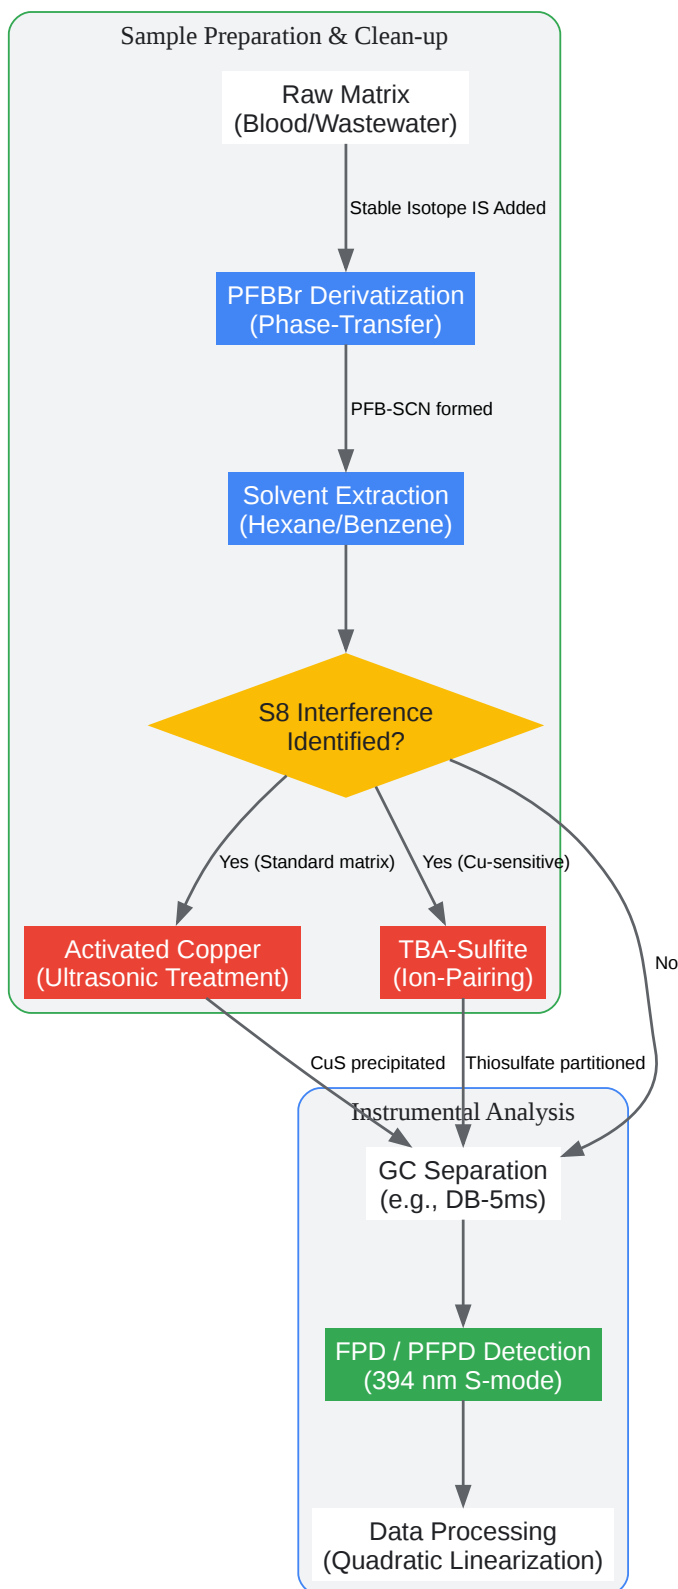 Sample Preparation & Clean-up
Raw Matrix
(Blood/Wastewater)
Stable Isotope IS Added
PFBBr Derivatization
(Phase-Transfer)
PFB-SCN formed
Solvent Extraction
(Hexane/Benzene)
S8 Interference
Identified?
Yes (Standard matrix)
Yes (Cu-sensitive)
No
Activated Copper
(Ultrasonic Treatment)
TBA-Sulfite
(Ion-Pairing)
CuS precipitated
Thiosulfate partitioned
Instrumental Analysis
GC Separation
(e.g., DB-5ms)
FPD / PFPD Detection
(394 nm S-mode)
Data Processing
(Quadratic Linearization)